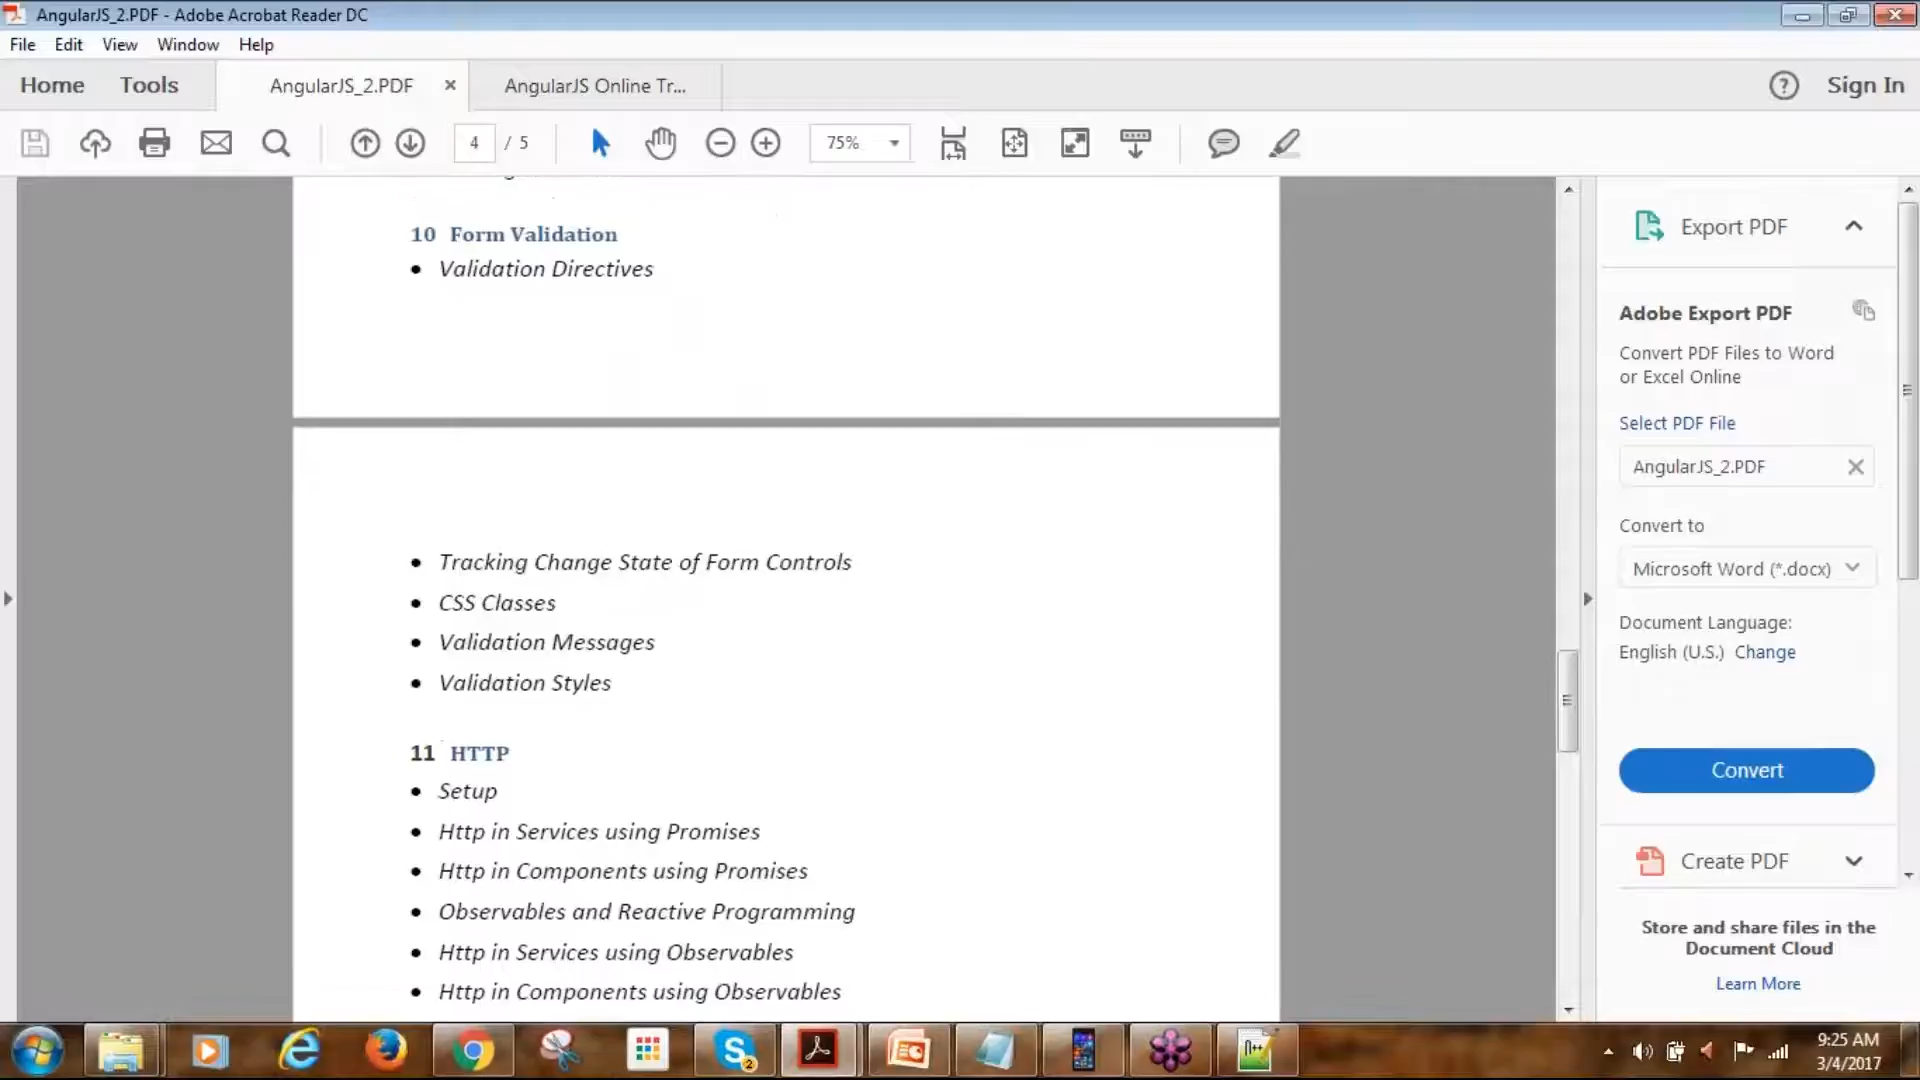 AngularJS_2.PDF - Adobe Acrobat Reader DC
File Edit View Window Help
Home Tools AngularJS_2.PDF AngularJS Online Tr... Sign In
4 / 5 75%
10 Form Validation
• Validation Directives
• Tracking Change State of Form Controls
• CSS Classes
• Validation Messages
• Validation Styles
11 HTTP
• Setup
• Http in Services using Promises
• Http in Components using Promises
• Observables and Reactive Programming
• Http in Services using Observables
• Http in Components using Observables
Export PDF
Adobe Export PDF
Convert PDF Files to Word
or Excel Online
Select PDF File
AngularJS_2.PDF
Convert to
Microsoft Word (*.docx)
Document Language:
English (U.S.) Change
Convert
Create PDF
Store and share files in the
Document Cloud
Learn More
2
9:25 AM
3/4/2017